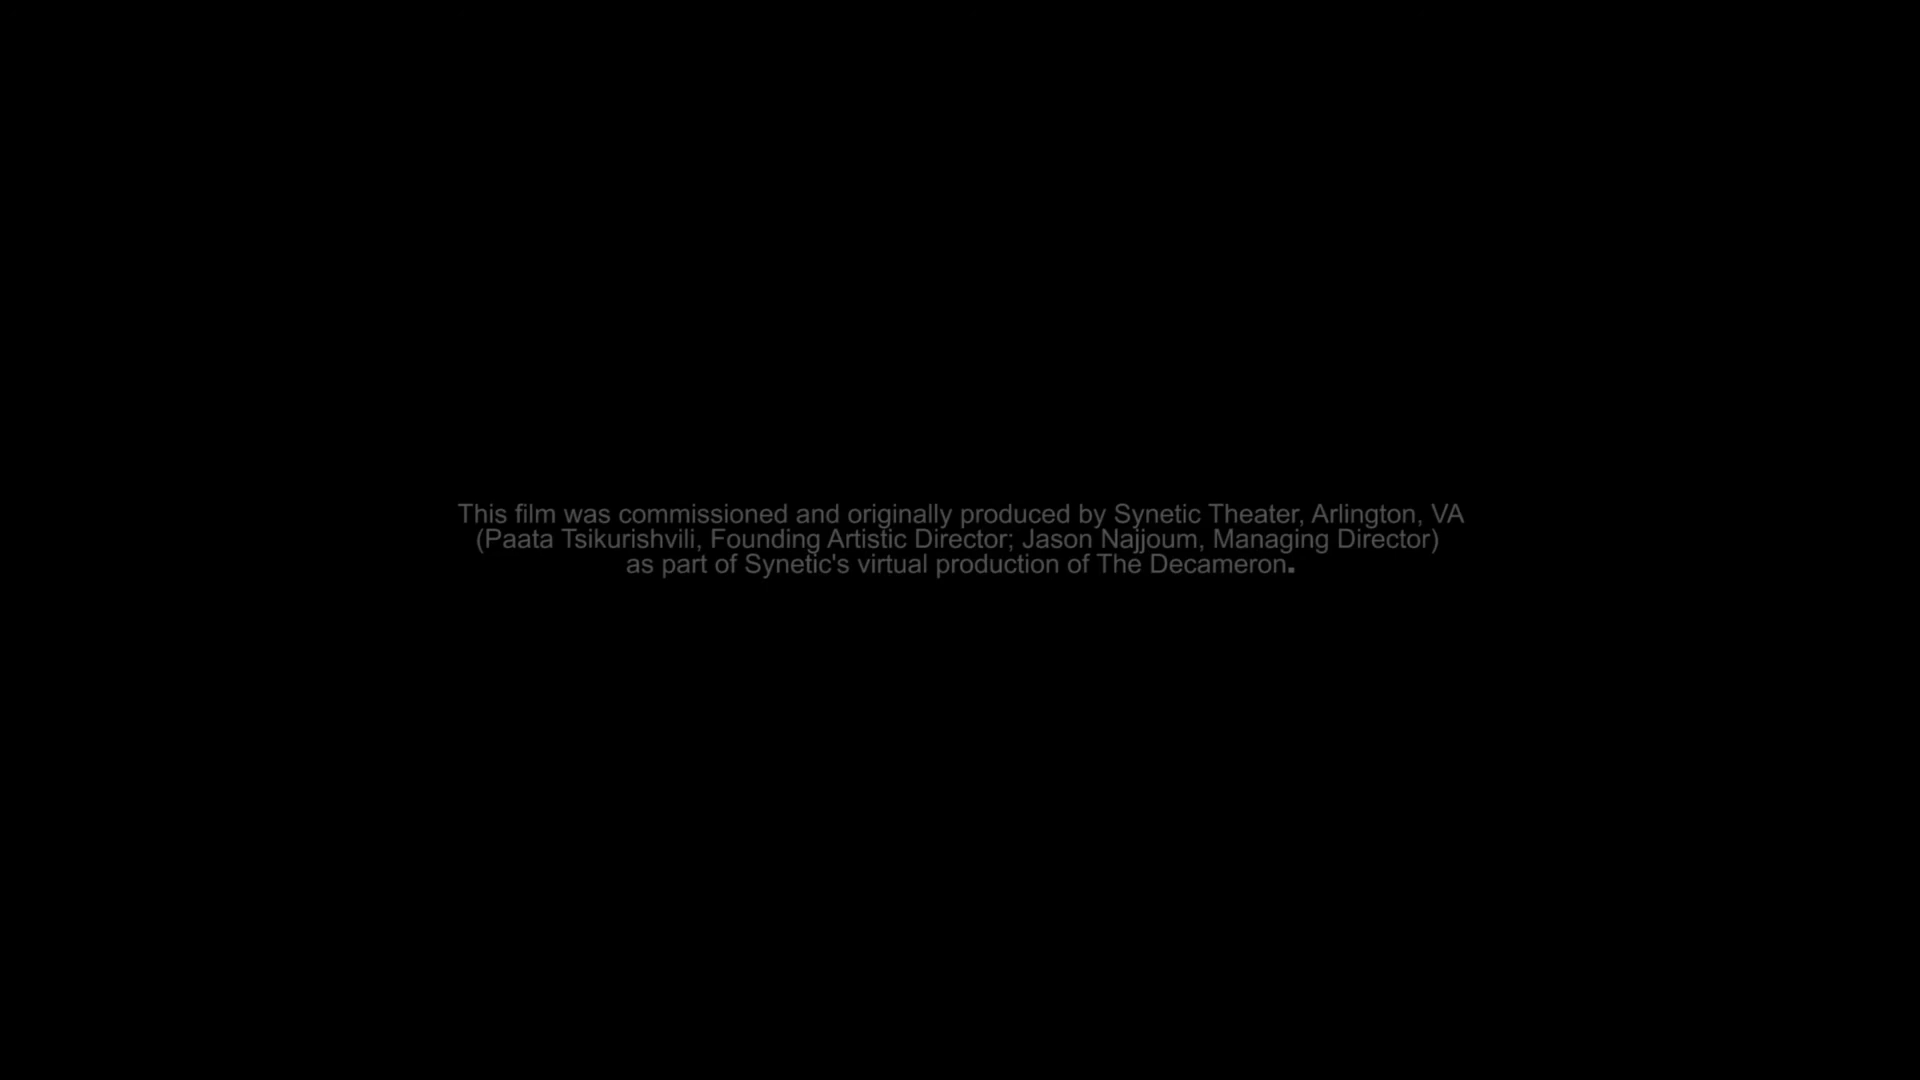 This film was commissioned and originally produced by Synetic Theater, Arlington, VA
(Paata Tsikurishvili, Founding Artistic Director; Jason Najjoum, Managing Director)
as part of Synetic's virtual production of The Decameron.